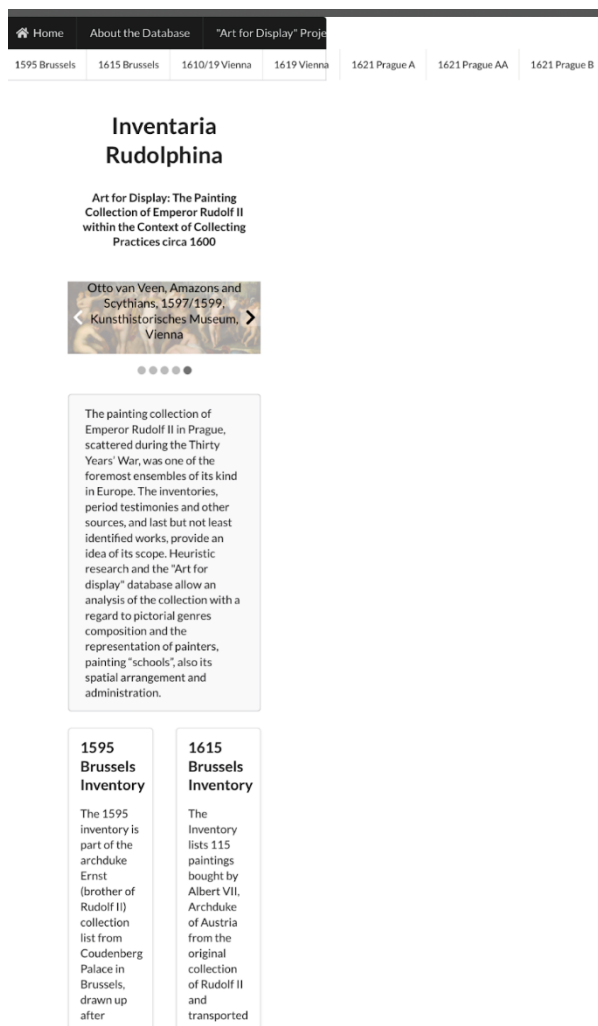 Home About the Database "Art for Display" Proje
1595 Brussels 1615 Brussels 1610/19 Vienna 1619 Vienna 1621 Prague A 1621 Prague AA 1621 Prague B
Inventaria
Rudolphina
Art for Display: The Painting
Collection of Emperor Rudolf II
within the Context of Collecting
Practices circa 1600
Otto van Veen, Amazons and
Scythians, 1597/1599,
Kunsthistorisches Museum,
Vienna
The painting collection of
Emperor Rudolf II in Prague,
scattered during the Thirty
Years' War, was one of the
foremost ensembles of its kind
in Europe. The inventories,
period testimonies and other
sources, and last but not least
identified works, provide an
idea of its scope. Heuristic
research and the "Art for
display" database allow an
analysis of the collection with a
regard to pictorial genres
composition and the
representation of painters,
painting "schools", also its
spatial arrangement and
administration.
1595
Brussels
Inventory
The 1595
inventory is
part of the
archduke
Ernst
(brother of
Rudolf II)
collection
list from
Coudenberg
Palace in
Brussels,
drawn up
after
1615
Brussels
Inventory
The
Inventory
lists 115
paintings
bought by
Albert VII,
Archduke
of Austria
from the
original
collection
of Rudolf II
and
transported